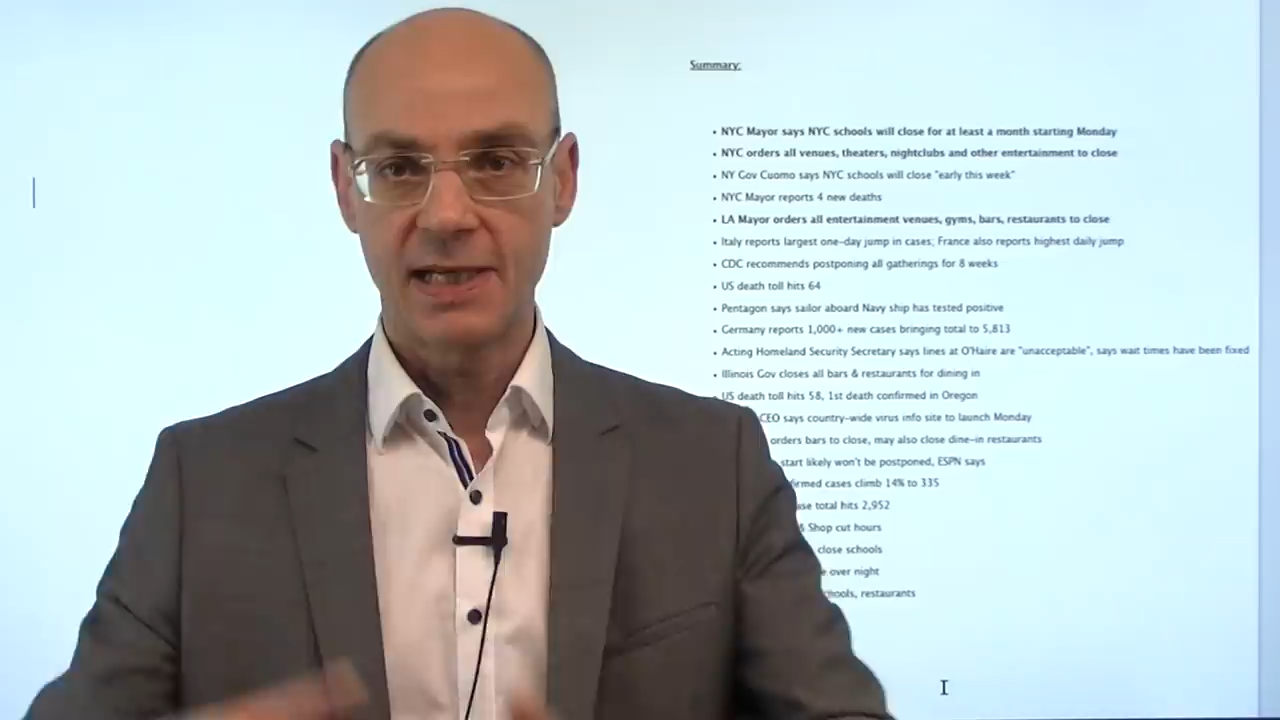 Summary:
• NYC Mayor says NYC schools will close for at least a month starting Monday
• NYC orders all venues, theaters, nightclubs and other entertainment to close
• NY Gov Cuomo says NYC schools will close "early this week"
• NYC Mayor reports 4 new deaths
• LA Mayor orders all entertainment venues, gyms, bars, restaurants to close
• Italy reports largest one-day jump in cases; France also reports highest daily jump
• CDC recommends postponing all gatherings for 8 weeks
• US death toll hits 64
• Pentagon says sailor aboard Navy ship has tested positive
• Germany reports 1,000+ new cases bringing total to 5,813
• Acting Homeland Security Secretary says lines at O'Haire are "unacceptable", says wait times have been fixed
• Illinois Gov closes all bars & restaurants for dining in
• US death toll hits 58, 1st death confirmed in Oregon
CEO says country-wide virus info site to launch Monday
orders bars to close, may also close dine-in restaurants
start likely won't be postponed, ESPN says
cases climb 14% to 335
total hits 2,952
& Shop cut hours
close schools
over night
restaurants